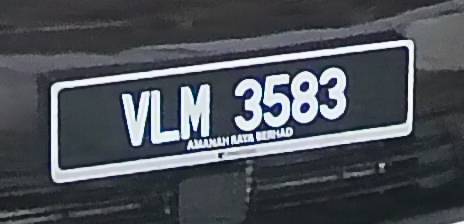 VLM 3583
AMANAH RAYA BERHAD